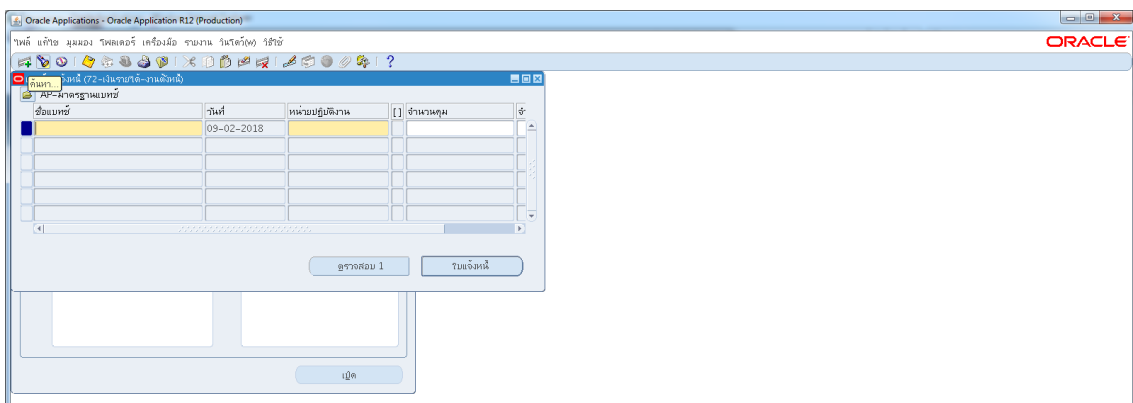 Oracle Applications - Oracle Application R12 (Production)
ไฟล์ แก้ไข มุมมอง โฟลเดอร์ เครื่องมือ รายงาน วินโดว์(W) วิธีใช้
ORACLE
ค้นหา...
แจ้งหนี้ (72-เงินรายได้-งานตั้งหนี้)
AP-มาตรฐานแบทช์
ชื่อแบทช์ วันที่ หน่วยปฏิบัติงาน [ ] จำนวนคุม
09-02-2018
ตรวจสอบ 1 ใบแจ้งหนี้
เปิด